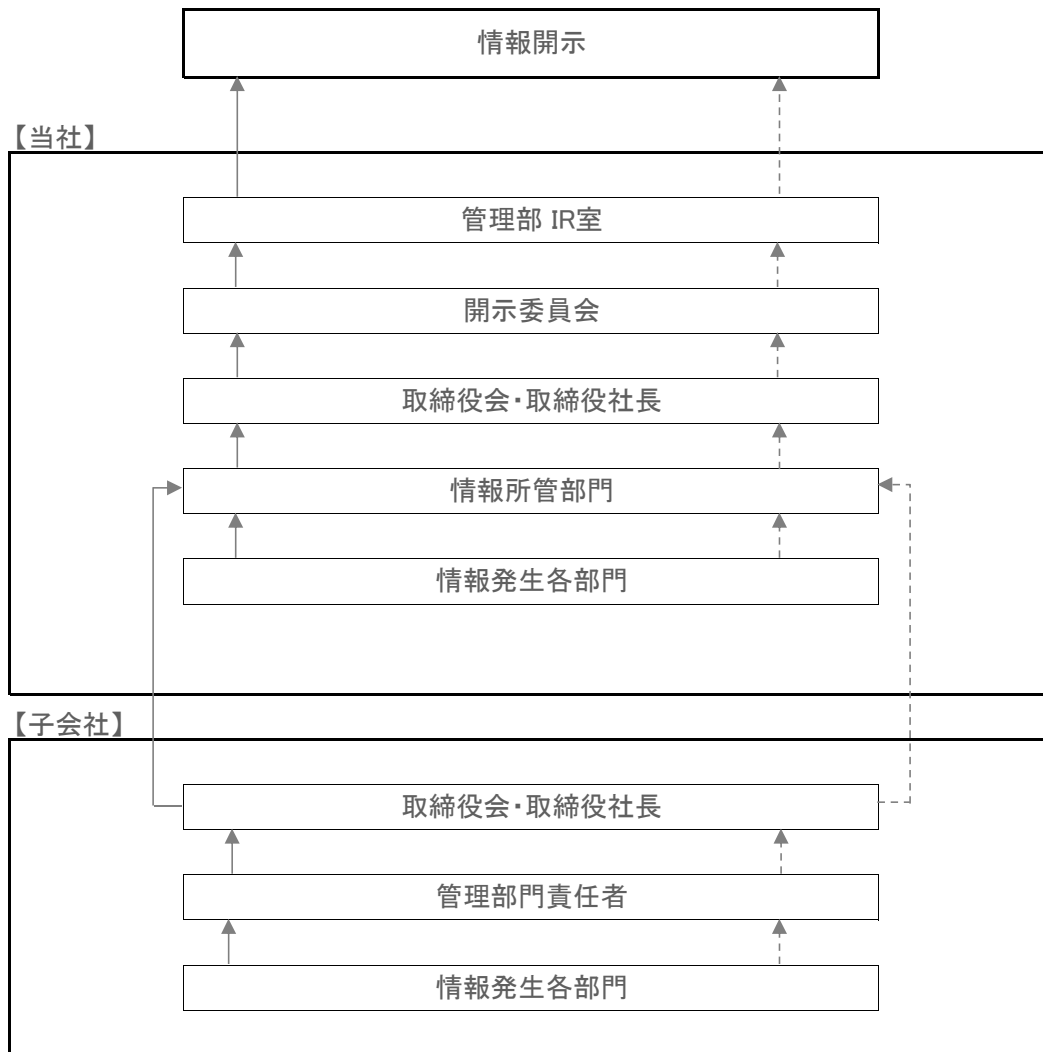 情報開示
【当社】
管理部 IR室
開示委員会
取締役会・取締役社長
情報所管部門
情報発生各部門
【子会社】
取締役会・取締役社長
管理部門責任者
情報発生各部門